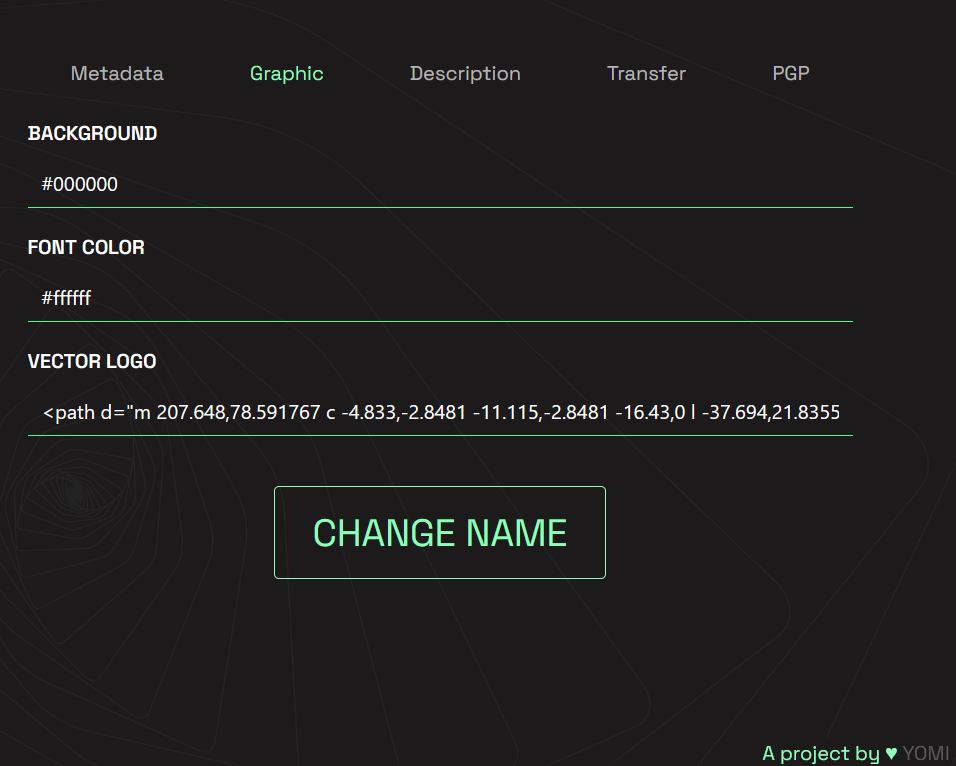 Metadata Graphic Description Transfer PGP
BACKGROUND
#000000
FONT COLOR
#ffffff
VECTOR LOGO
<path d="m 207.648,78.591767 c -4.833,-2.8481 -11.115,-2.8481 -16.43,0 l -37.694,21.8355
CHANGE NAME
A project by ♥ YOMI